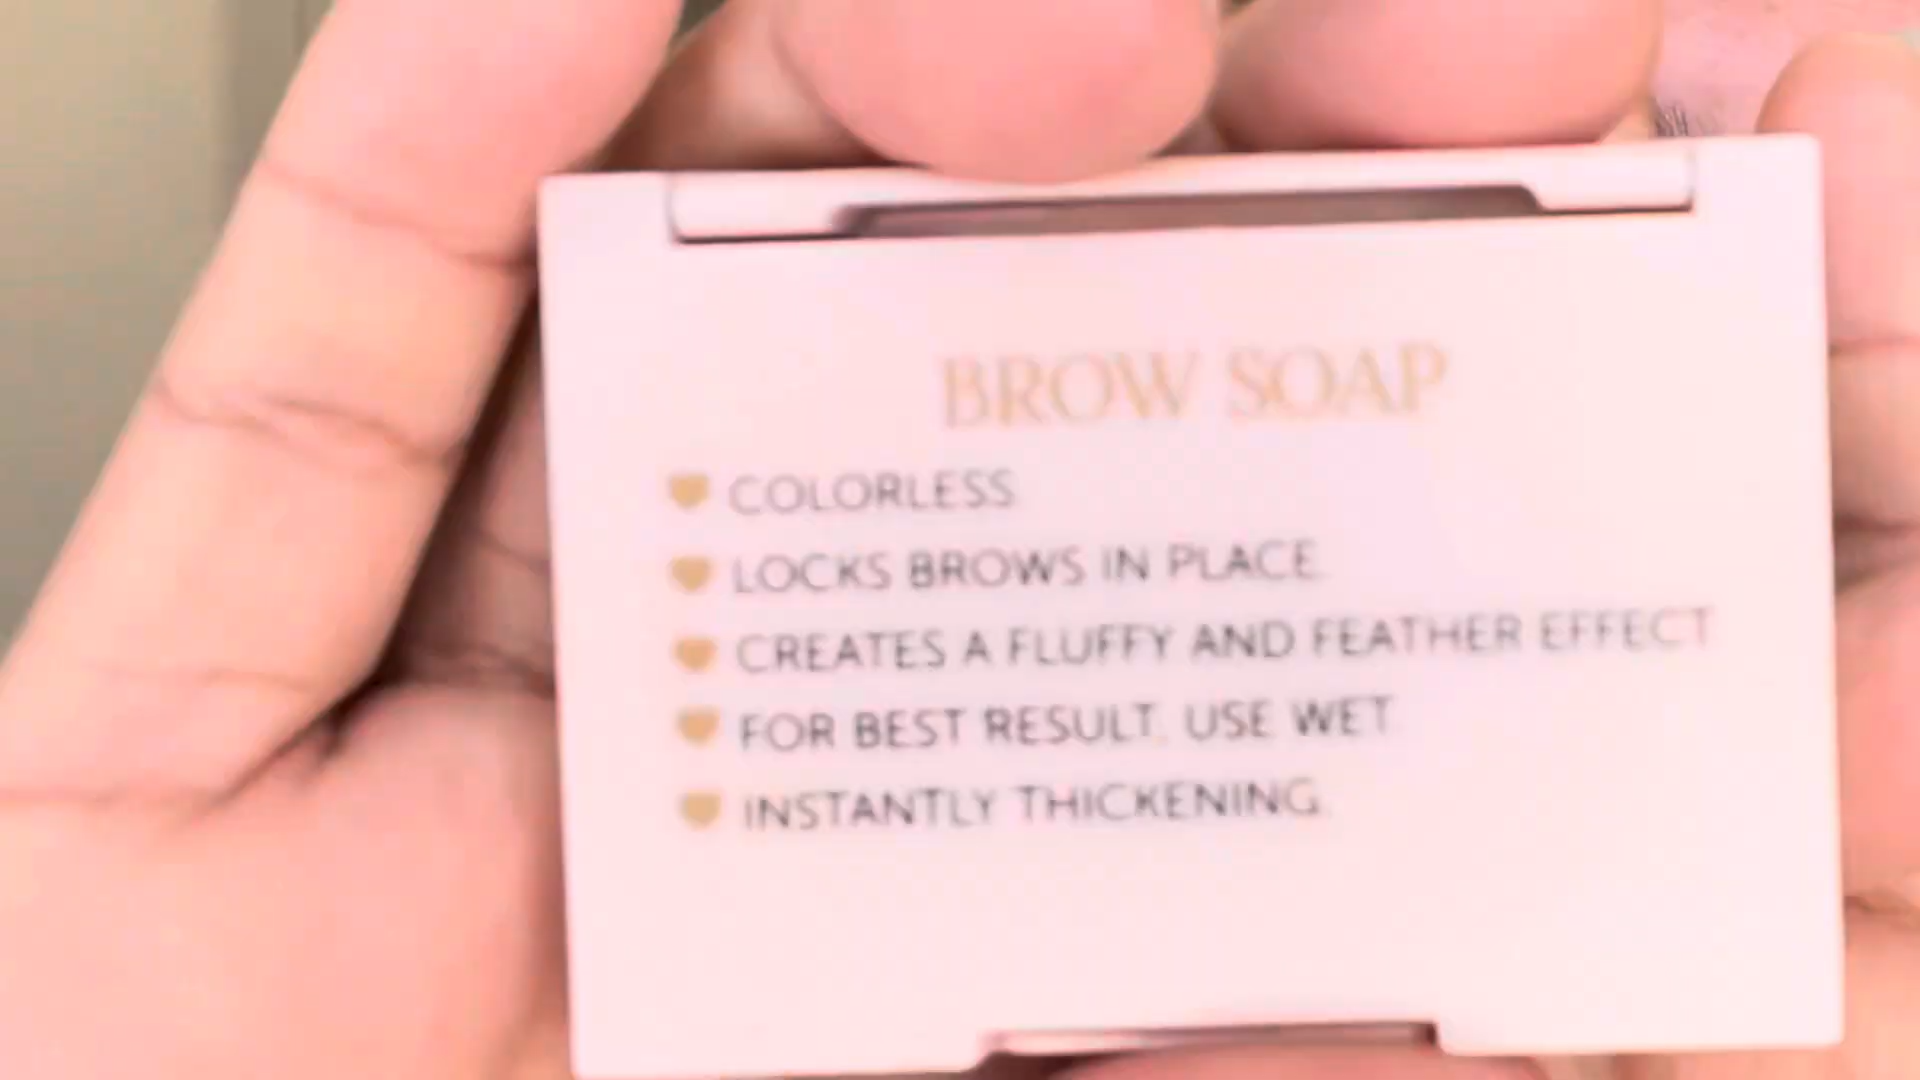 BROW SOAP
COLORLESS
LOCKS BROWS IN PLACE.
CREATES A FLUFFY AND FEATHER EFFECT
FOR BEST RESULT, USE WET
INSTANTLY THICKENING.